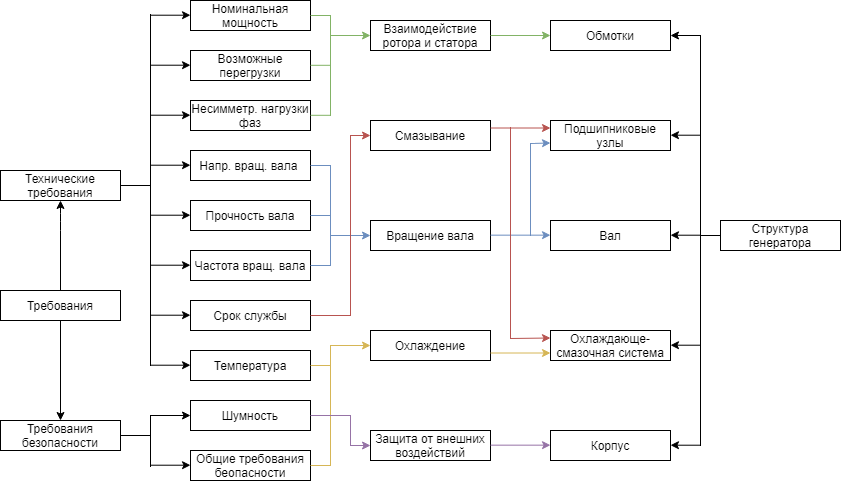 Номинальная
мощность
Взаимодействие
ротора и статора
Обмотки
Возможные
перегрузки
Несимметр. нагрузки
фаз
Смазывание
Подшипниковые
узлы
Напр. вращ. вала
Технические
требования
Прочность вала
Вращение вала
Вал
Структура
генератора
Частота вращ. вала
Требования
Срок службы
Охлаждение
Охлаждающе-
смазочная система
Температура
Шумность
Требования
безопасности
Защита от внешних
воздействий
Корпус
Общие требования
беопасности